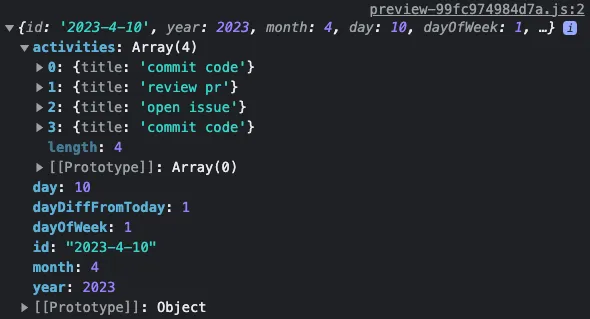 preview-99fc974984d7a.js:2
▼{id: '2023-4-10', year: 2023, month: 4, day: 10, dayOfWeek: 1, …} i
▼activities: Array(4)
▶0: {title: 'commit code'}
▶1: {title: 'review pr'}
▶2: {title: 'open issue'}
▶3: {title: 'commit code'}
length: 4
▶[[Prototype]]: Array(0)
day: 10
dayDiffFromToday: 1
dayOfWeek: 1
id: "2023-4-10"
month: 4
year: 2023
▶[[Prototype]]: Object